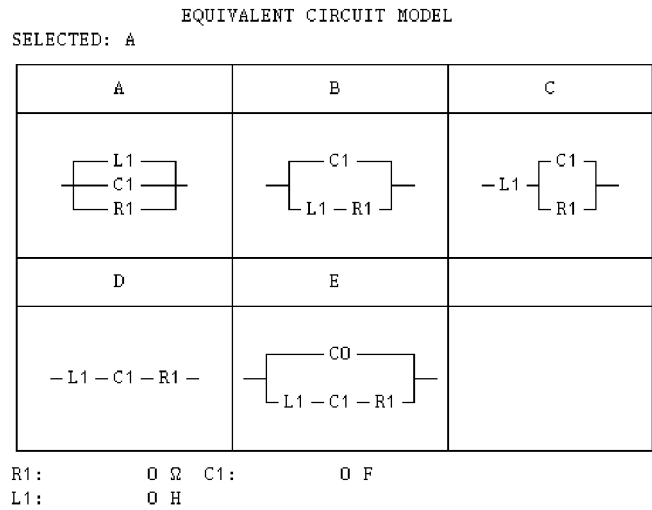 EQUIVALENT CIRCUIT MODEL
SELECTED: A
A B C
L1
C1
R1
C1
L1 R1
L1 C1
R1
D E
L1 C1 R1
C0
L1 C1 R1
R1: 0 Ω C1: 0 F
L1: 0 H